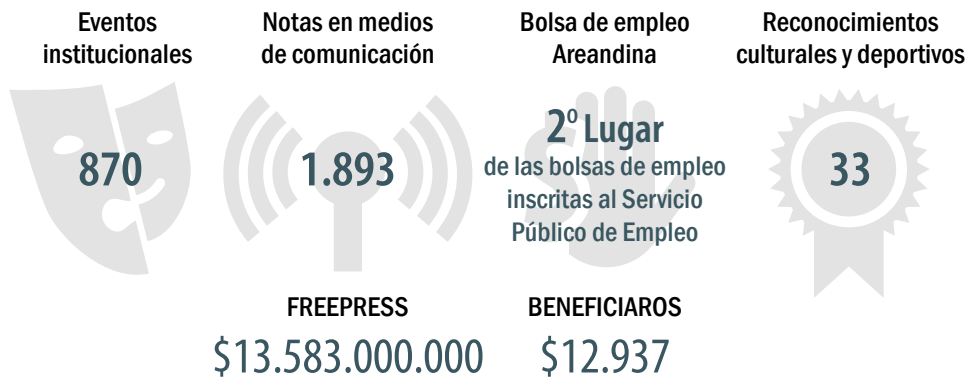 Eventos
institucionales
870
Notas en medios
de comunicación
1.893
FREEPRESS
$13.583.000.000
Bolsa de empleo
Areandina
2º Lugar
de las bolsas de empleo
inscritas al Servicio
Público de Empleo
BENEFICIAROS
$12.937
Reconocimientos
culturales y deportivos
33